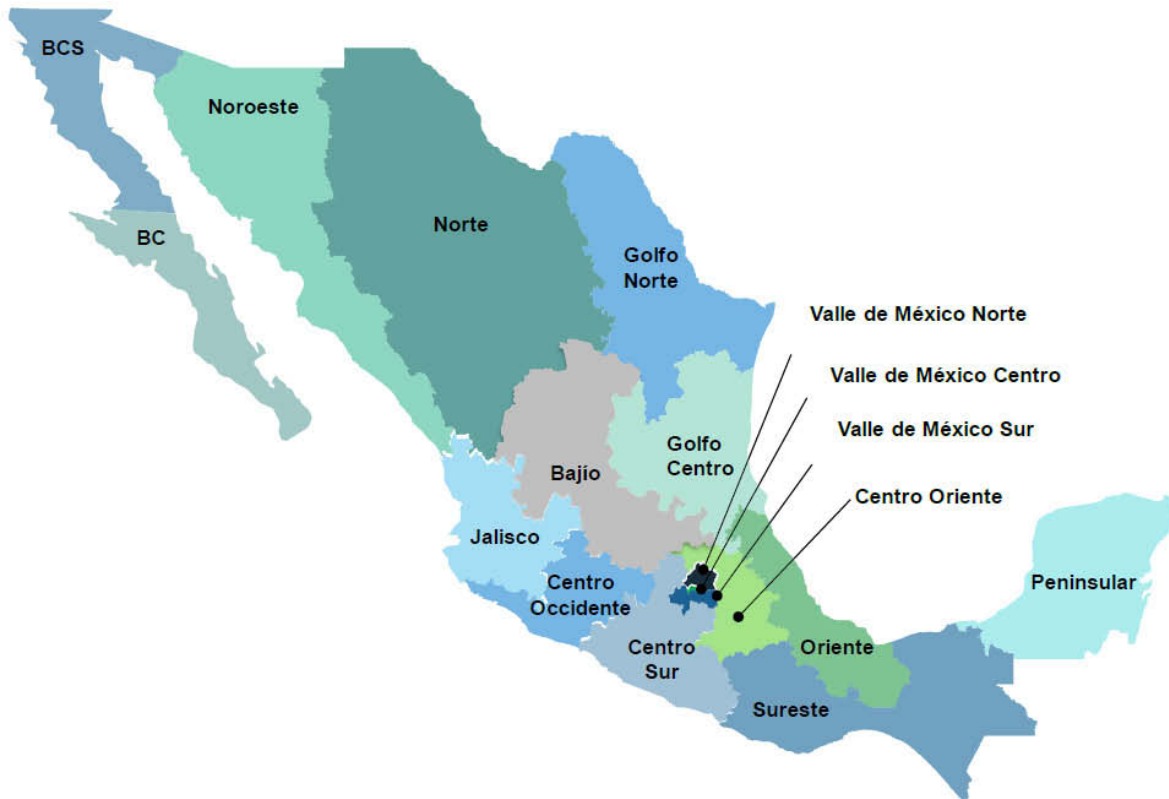 BCS
Noroeste
BC
Norte
Golfo
Norte
Valle de México Norte
Valle de México Centro
Valle de México Sur
Golfo
Centro
Bajío
Centro Oriente
Jalisco
Centro
Occidente
Peninsular
Centro
Sur
Oriente
Sureste